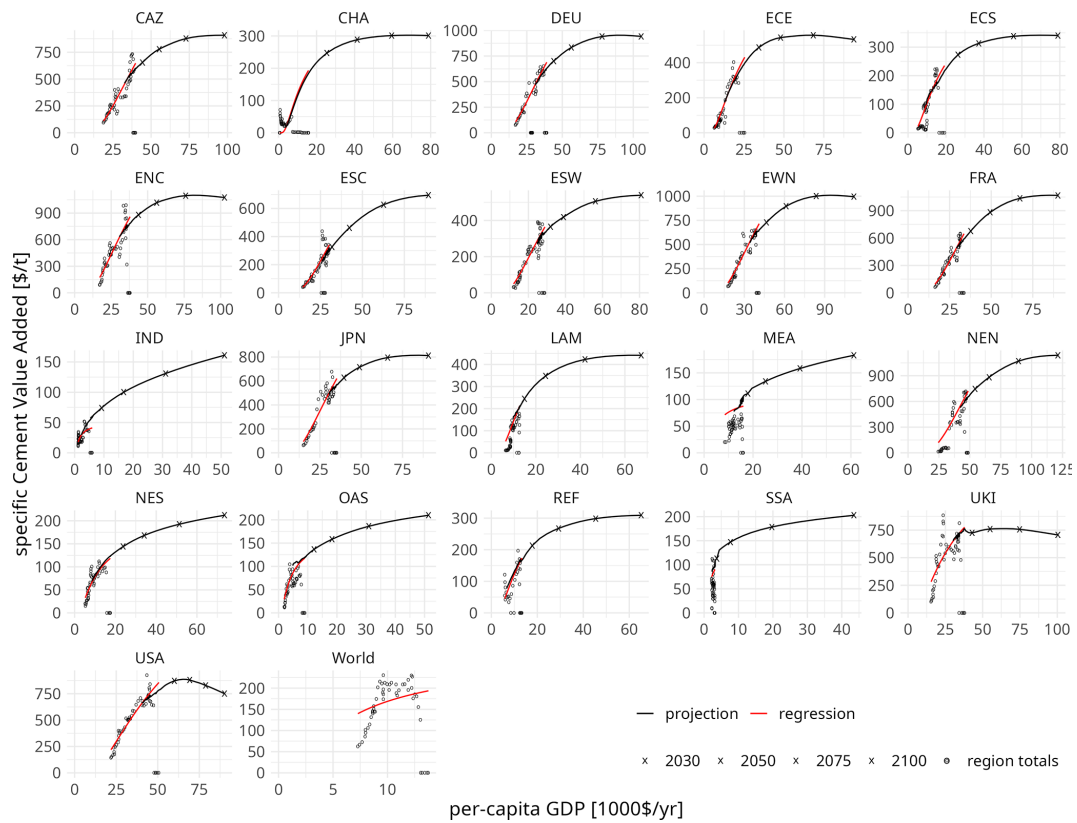 CAZ CHA DEU ECE ECS
750 500 250 0
300 200 100 50 0
1000 750 500 250 0
400 200 0
300 200 100 0
0 25 50 75 100
0 20 40 60 80
0 25 50 75 100
0 25 50 75
0 20 40 60 80
ENC ESC ESW EWN FRA
900 600 300 0
600 400 200 0
400 200 0
1000 750 500 250 0
900 600 300 0
0 25 50 75 100
0 25 50 75
0 20 40 60 80
0 30 60 90
0 25 50 75
IND JPN LAM MEA NEN
150 100 50 0
800 600 400 200 0
400 300 200 100 0
150 100 50 0
900 600 300 0
0 10 20 30 40 50
0 25 50 75
0 20 40 60
0 20 40 60
0 25 50 75 100 125
NES OAS REF SSA UKI
200 150 100 50 0
200 150 100 50 0
300 200 100 0
200 150 100 50 0
750 500 250 0
0 20 40 60
0 10 20 30 40 50
0 20 40 60
0 10 20 30 40
0 25 50 75 100
USA World
750 500 250 0
200 150 100 50 0
0 25 50 75 100
0 5 10
specific Cement Value Added [$/t]
per-capita GDP [1000$/yr]
projection regression
2030 2050 2075 2100 region totals